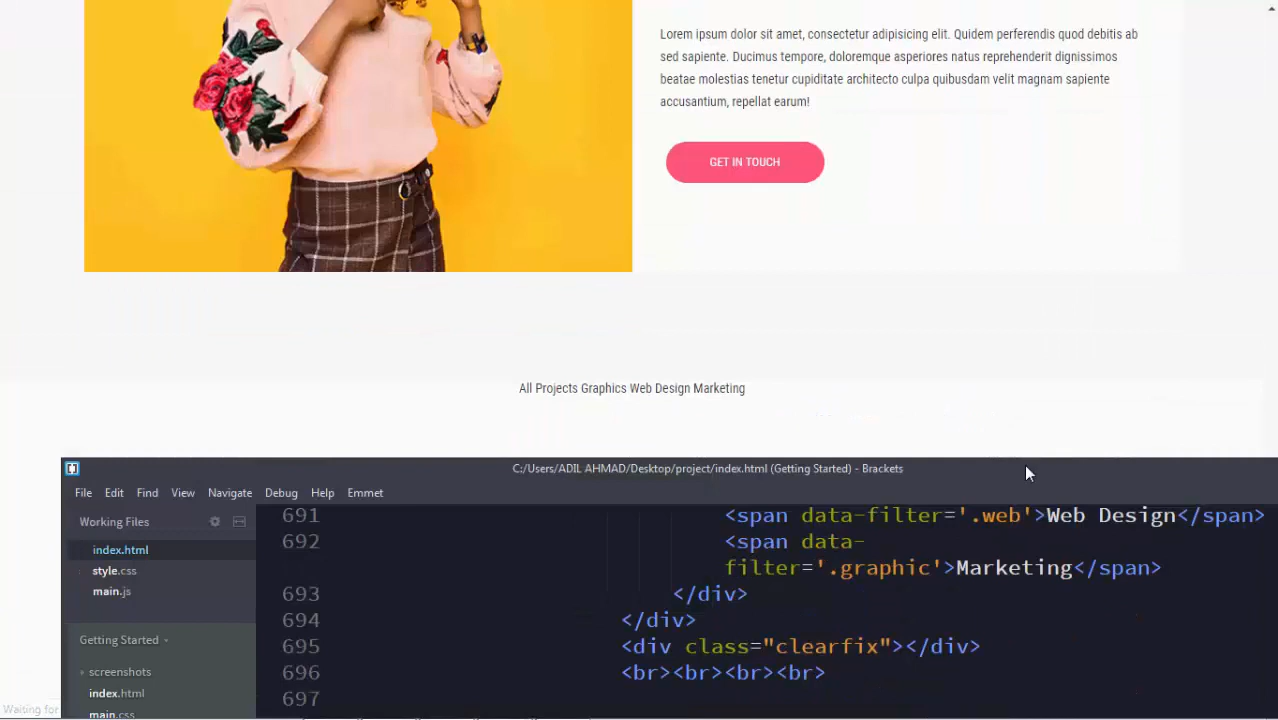 Lorem ipsum dolor sit amet, consectetur adipisicing elit. Quidem perferendis quod debitis ab
sed sapiente. Ducimus tempore, doloremque asperiores natus reprehenderit dignissimos
beatae molestias tenetur cupiditate architecto culpa quibusdam velit magnam sapiente
accusantium, repellat earum!
GET IN TOUCH
All Projects Graphics Web Design Marketing
C:/Users/ADIL AHMAD/Desktop/project/index.html (Getting Started) - Brackets
File Edit Find View Navigate Debug Help Emmet
Working Files
index.html
style.css
main.js
Getting Started
screenshots
index.html
main.css
691 <span data-filter='.web'>Web Design</span>
692 <span data-
filter='.graphic'>Marketing</span>
693 </div>
694 </div>
695 <div class="clearfix"></div>
696 <br><br><br><br>
697
Waiting for